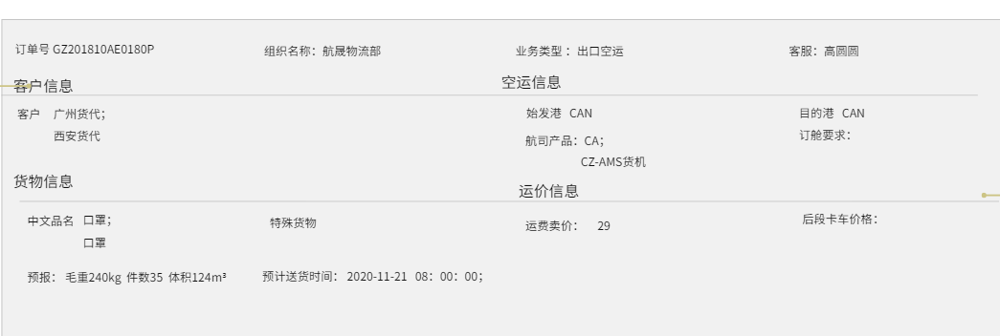 订单号 GZ201810AE0180P 组织名称：航晟物流部 业务类型 ：出口空运 客服：高圆圆
客户信息 空运信息
客户 广州货代； 始发港 CAN 目的港 CAN
西安货代 航司产品：CA； 订舱要求：
CZ-AMS货机
货物信息 运价信息
中文品名 口罩； 特殊货物 运费卖价： 29 后段卡车价格：
口罩
预报： 毛重240kg 件数35 体积124m³ 预计送货时间： 2020-11-21 08：00：00；